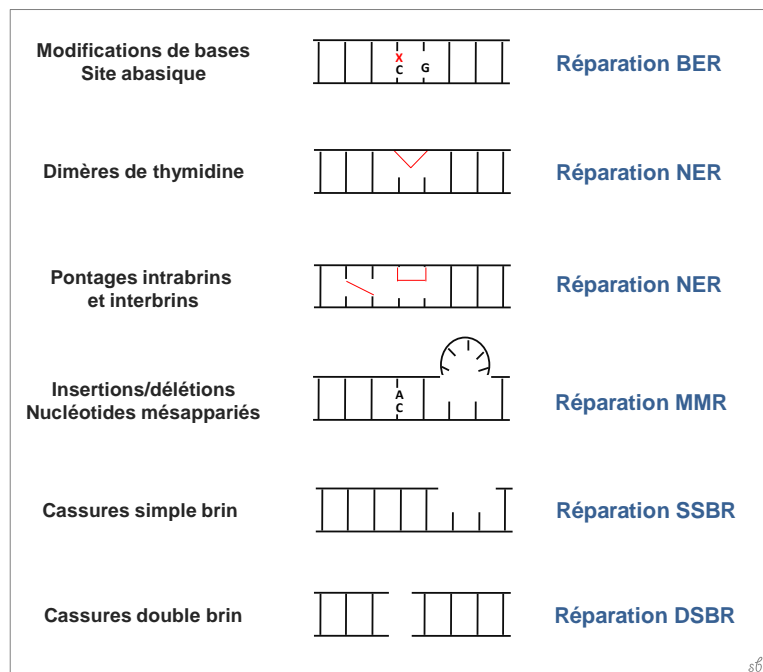 Modifications de bases
Site abasique
X
C G
Réparation BER
Dimères de thymidine
Réparation NER
Pontages intrabrins
et interbrins
Réparation NER
Insertions/délétions
Nucléotides mésappariés
A
C
Réparation MMR
Cassures simple brin
Réparation SSBR
Cassures double brin
Réparation DSBR
sb